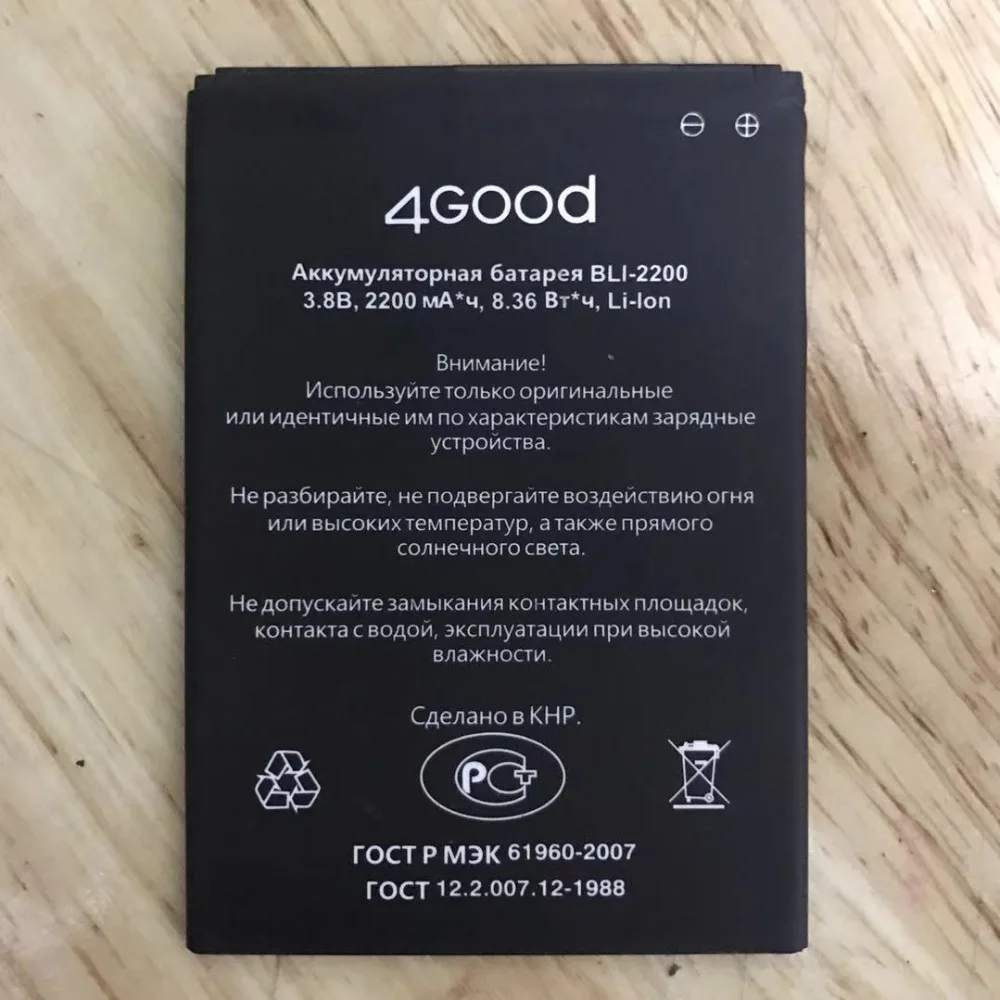 4GOOD
Аккумуляторная батарея BLI-2200
3.8В, 2200 мА*ч, 8.36 Вт*ч, Li-Ion
Внимание!
Используйте только оригинальные
или идентичные им по характеристикам зарядные
устройства.
Не разбирайте, не подвергайте воздействию огня
или высоких температур, а также прямого
солнечного света.
Не допускайте замыкания контактных площадок,
контакта с водой, эксплуатации при высокой
влажности.
Сделано в КНР.
РСТ
ГОСТ Р МЭК 61960-2007
ГОСТ 12.2.007.12-1988